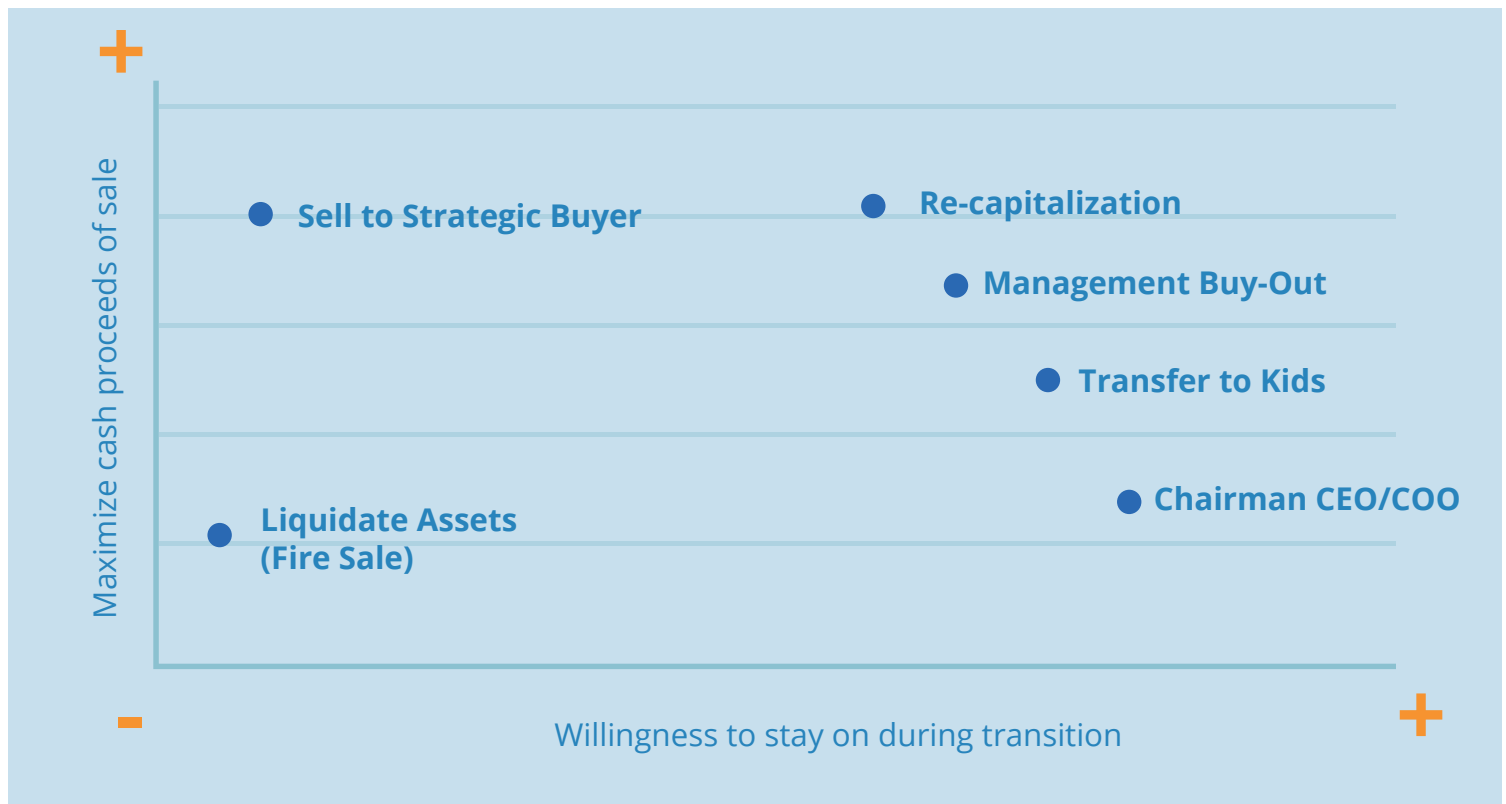 +
Maximize cash proceeds of sale
Sell to Strategic Buyer
Re-capitalization
Management Buy-Out
Transfer to Kids
Chairman CEO/COO
Liquidate Assets
(Fire Sale)
-
Willingness to stay on during transition
+